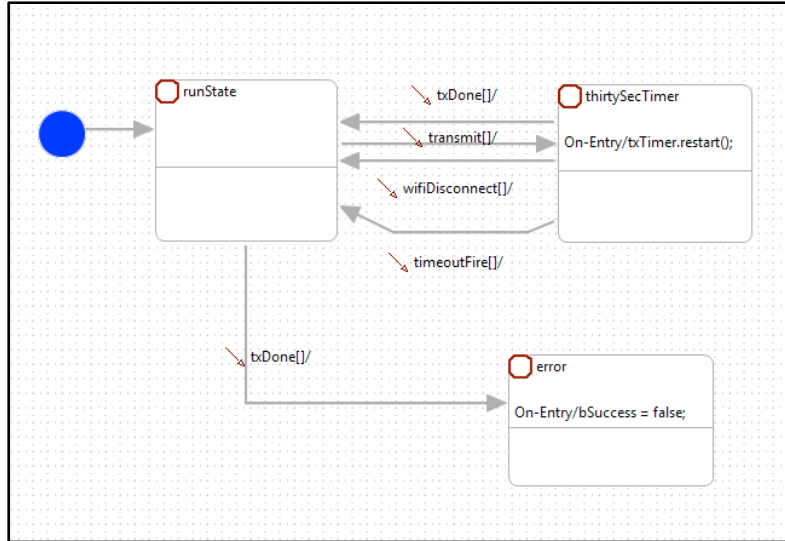 runState
txDone[]/
thirtySecTimer
transmit[]/
On-Entry/txTimer.restart();
wifiDisconnect[]/
timeoutFire[]/
txDone[]/
error
On-Entry/bSuccess = false;